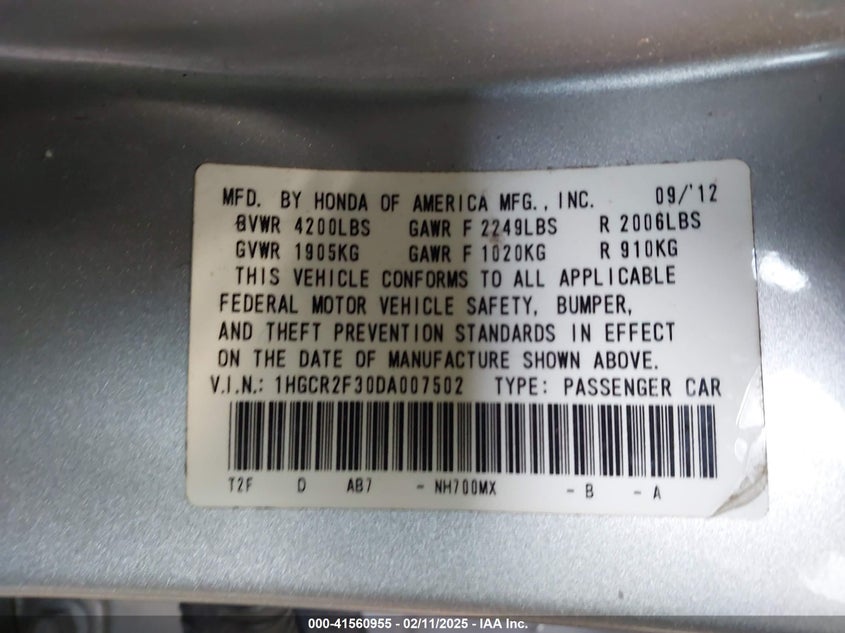 MFD. BY HONDA OF AMERICA MFG., INC. 09/'12
GVWR 4200LBS GAWR F 2249LBS R 2006LBS
GVWR 1905KG GAWR F 1020KG R 910KG
THIS VEHICLE CONFORMS TO ALL APPLICABLE
FEDERAL MOTOR VEHICLE SAFETY, BUMPER,
AND THEFT PREVENTION STANDARDS IN EFFECT
ON THE DATE OF MANUFACTURE SHOWN ABOVE.
V.I.N.: 1HGCR2F30DA007502 TYPE: PASSENGER CAR
T2F D AB7 - NH700MX - B - A
000-41560955 - 02/11/2025 - IAA Inc.